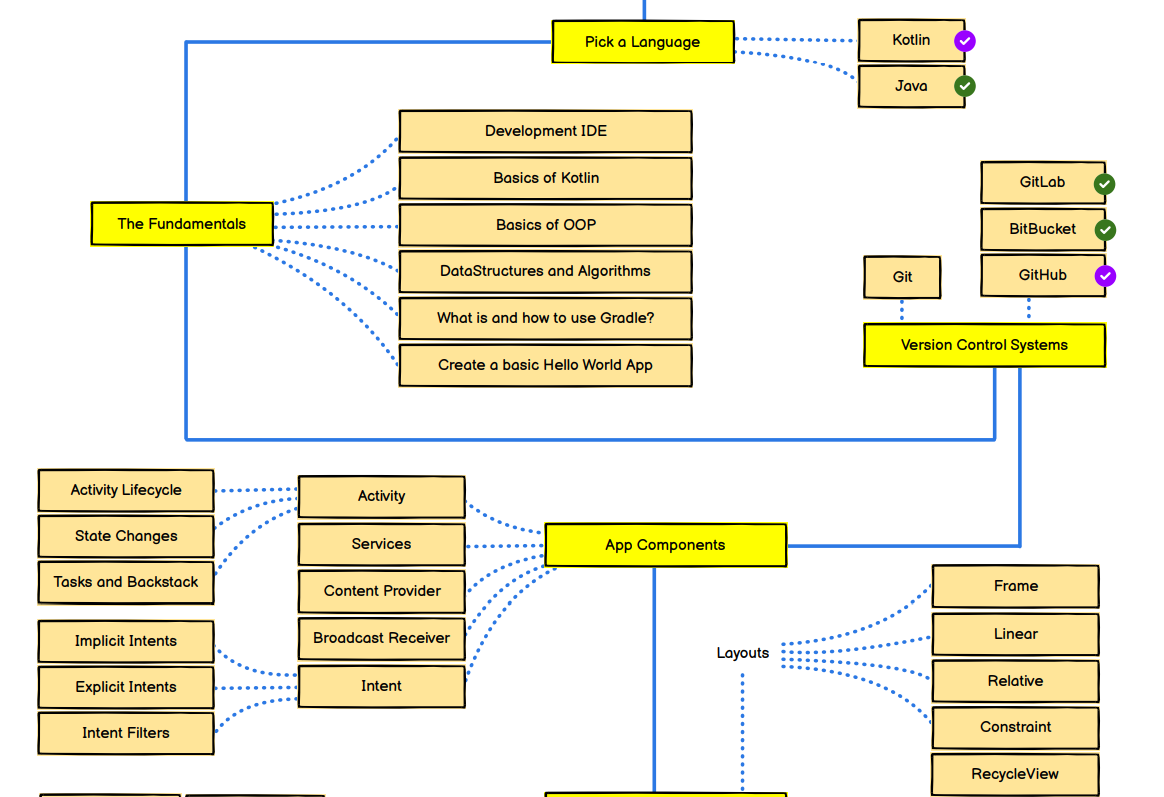 Pick a Language
Kotlin
Java
Development IDE
Basics of Kotlin
Basics of OOP
DataStructures and Algorithms
What is and how to use Gradle?
Create a basic Hello World App
The Fundamentals
GitLab
BitBucket
GitHub
Git
Version Control Systems
Activity Lifecycle
State Changes
Tasks and Backstack
Implicit Intents
Explicit Intents
Intent Filters
Activity
Services
Content Provider
Broadcast Receiver
Intent
App Components
Layouts
Frame
Linear
Relative
Constraint
RecycleView